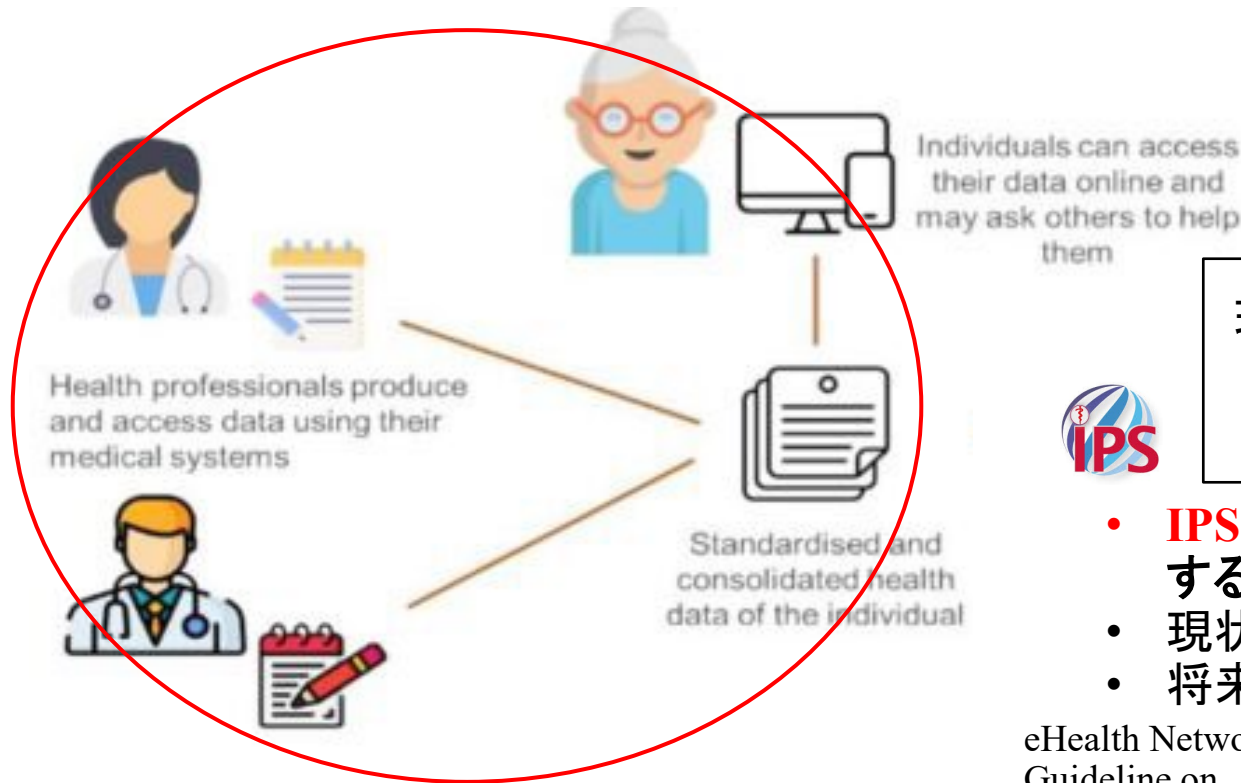 Individuals can access
their data online and
may ask others to help
them
Health professionals produce
and access data using their
medical systems
Standardised and
consolidated health
data of the individual
IPS
• IPS
する
• 現状
• 将来
eHealth Netwo
Guideline on